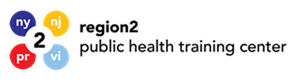 ny nj
2
pr vi
region2
public health training center